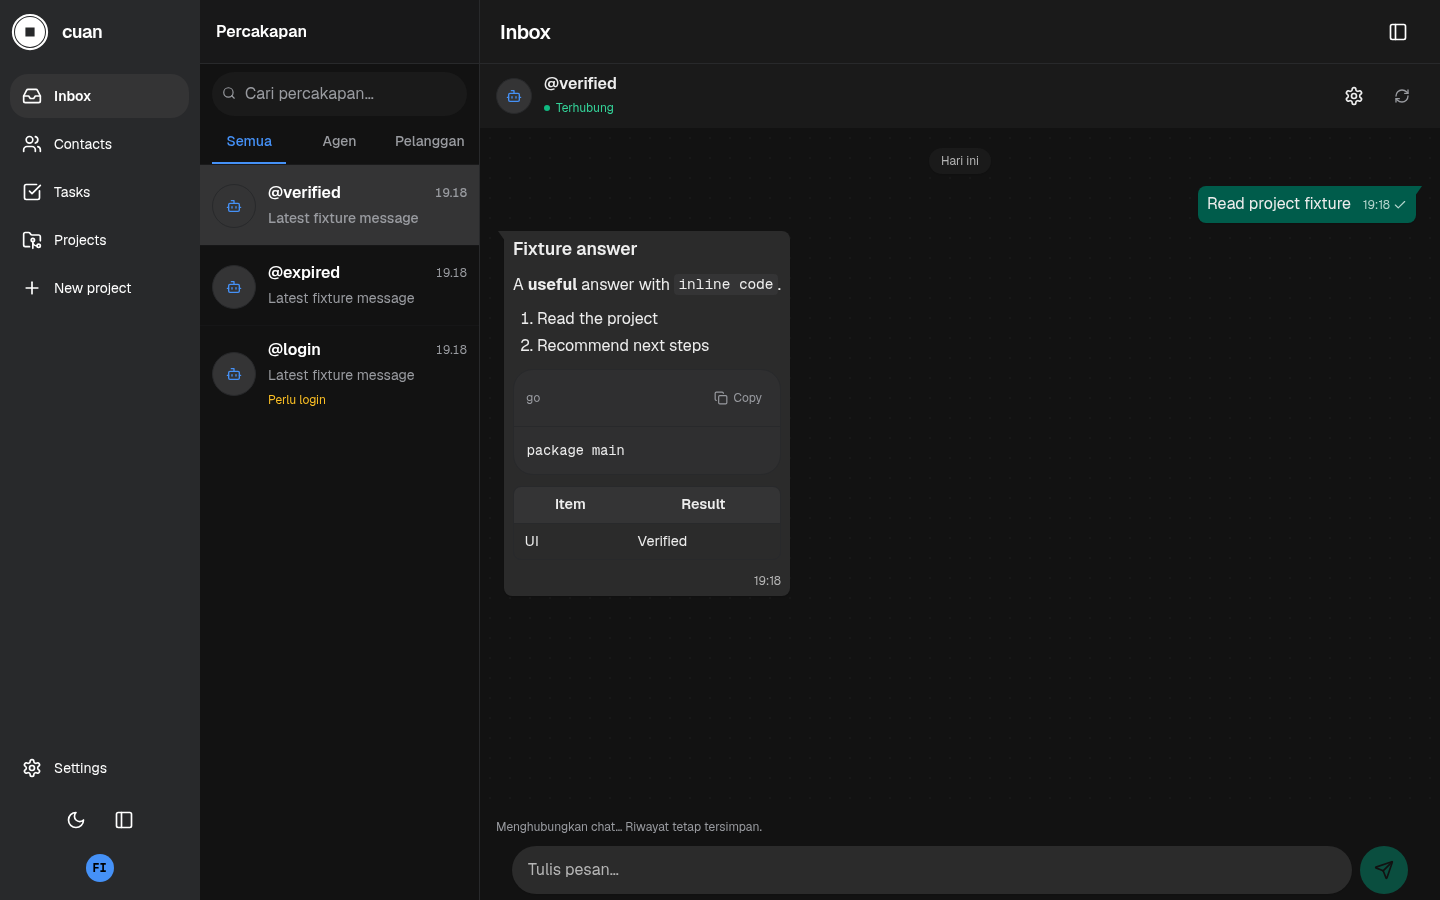 cuan
Inbox
Contacts
Tasks
Projects
New project
Settings
FI
Percakapan
Cari percakapan...
Semua Agen Pelanggan
@verified 19.18
Latest fixture message
@expired 19.18
Latest fixture message
@login 19.18
Latest fixture message
Perlu login
Inbox
@verified
Terhubung
Hari ini
Read project fixture 19:18
Fixture answer
A useful answer with inline code.
1. Read the project
2. Recommend next steps
go Copy
package main
Item Result
UI Verified
19:18
Menghubungkan chat... Riwayat tetap tersimpan.
Tulis pesan...